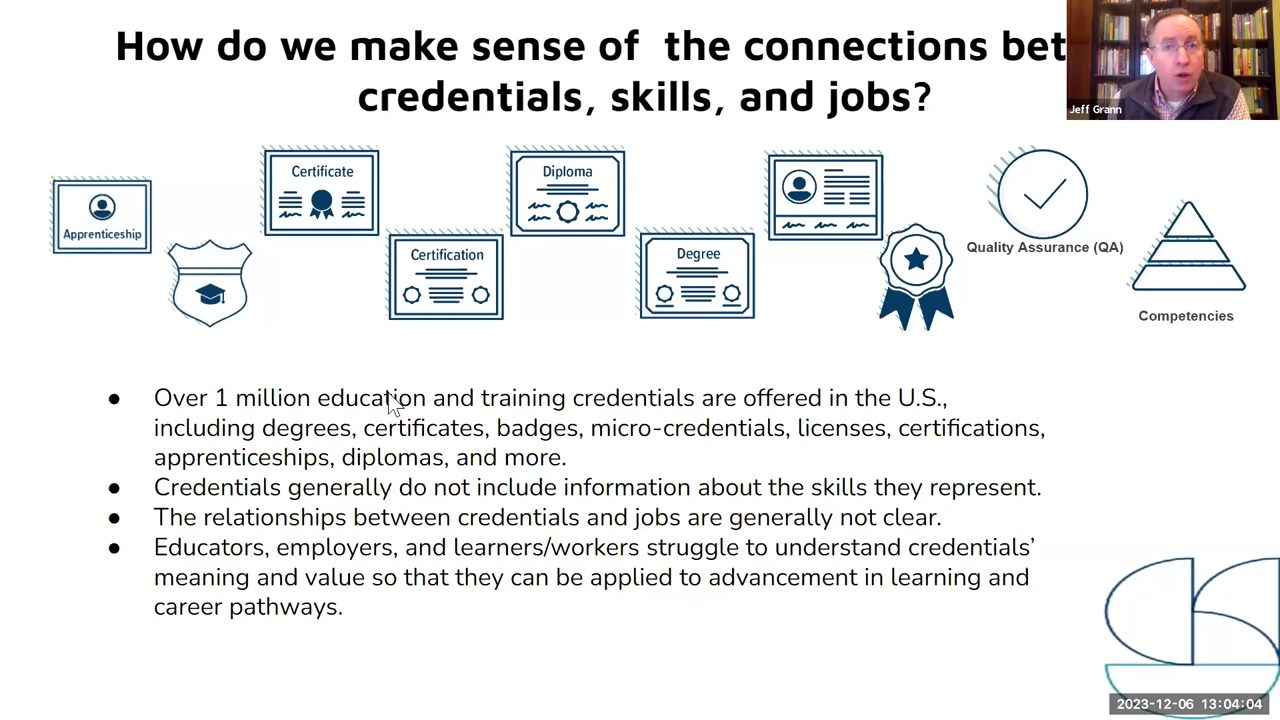 How do we make sense of the connections bet
credentials, skills, and jobs?
Jeff Grann
Apprenticeship
Certificate
Certification
Diploma
Degree
Quality Assurance (QA)
Competencies
● Over 1 million education and training credentials are offered in the U.S.,
including degrees, certificates, badges, micro-credentials, licenses, certifications,
apprenticeships, diplomas, and more.
● Credentials generally do not include information about the skills they represent.
● The relationships between credentials and jobs are generally not clear.
● Educators, employers, and learners/workers struggle to understand credentials’
meaning and value so that they can be applied to advancement in learning and
career pathways.
2023-12-06 13:04:04